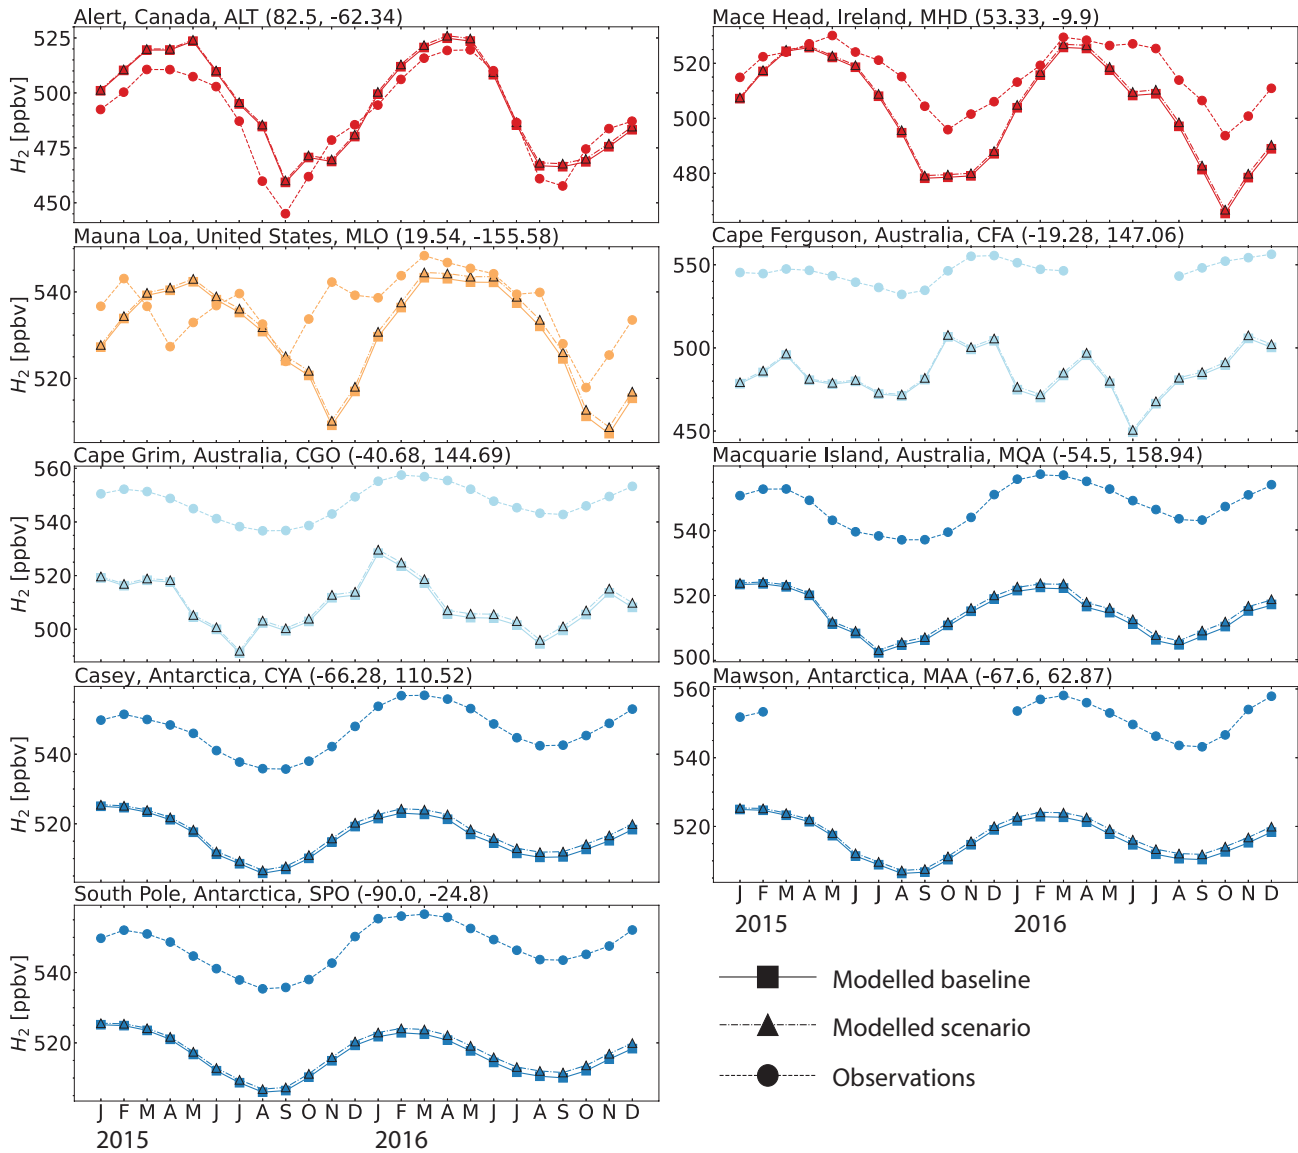 Alert, Canada, ALT (82.5, -62.34)
525
500
475
450
H2 [ppbv]
Mace Head, Ireland, MHD (53.33, -9.9)
520
500
480
Mauna Loa, United States, MLO (19.54, -155.58)
540
520
H2 [ppbv]
Cape Ferguson, Australia, CFA (-19.28, 147.06)
550
500
450
Cape Grim, Australia, CGO (-40.68, 144.69)
560
540
520
500
H2 [ppbv]
Macquarie Island, Australia, MQA (-54.5, 158.94)
540
520
500
Casey, Antarctica, CYA (-66.28, 110.52)
540
520
H2 [ppbv]
Mawson, Antarctica, MAA (-67.6, 62.87)
560
540
520
J F M A M J J A S O N D J F M A M J J A S O N D
2015 2016
South Pole, Antarctica, SPO (-90.0, -24.8)
540
520
H2 [ppbv]
J F M A M J J A S O N D J F M A M J J A S O N D
2015 2016
Modelled baseline
Modelled scenario
Observations